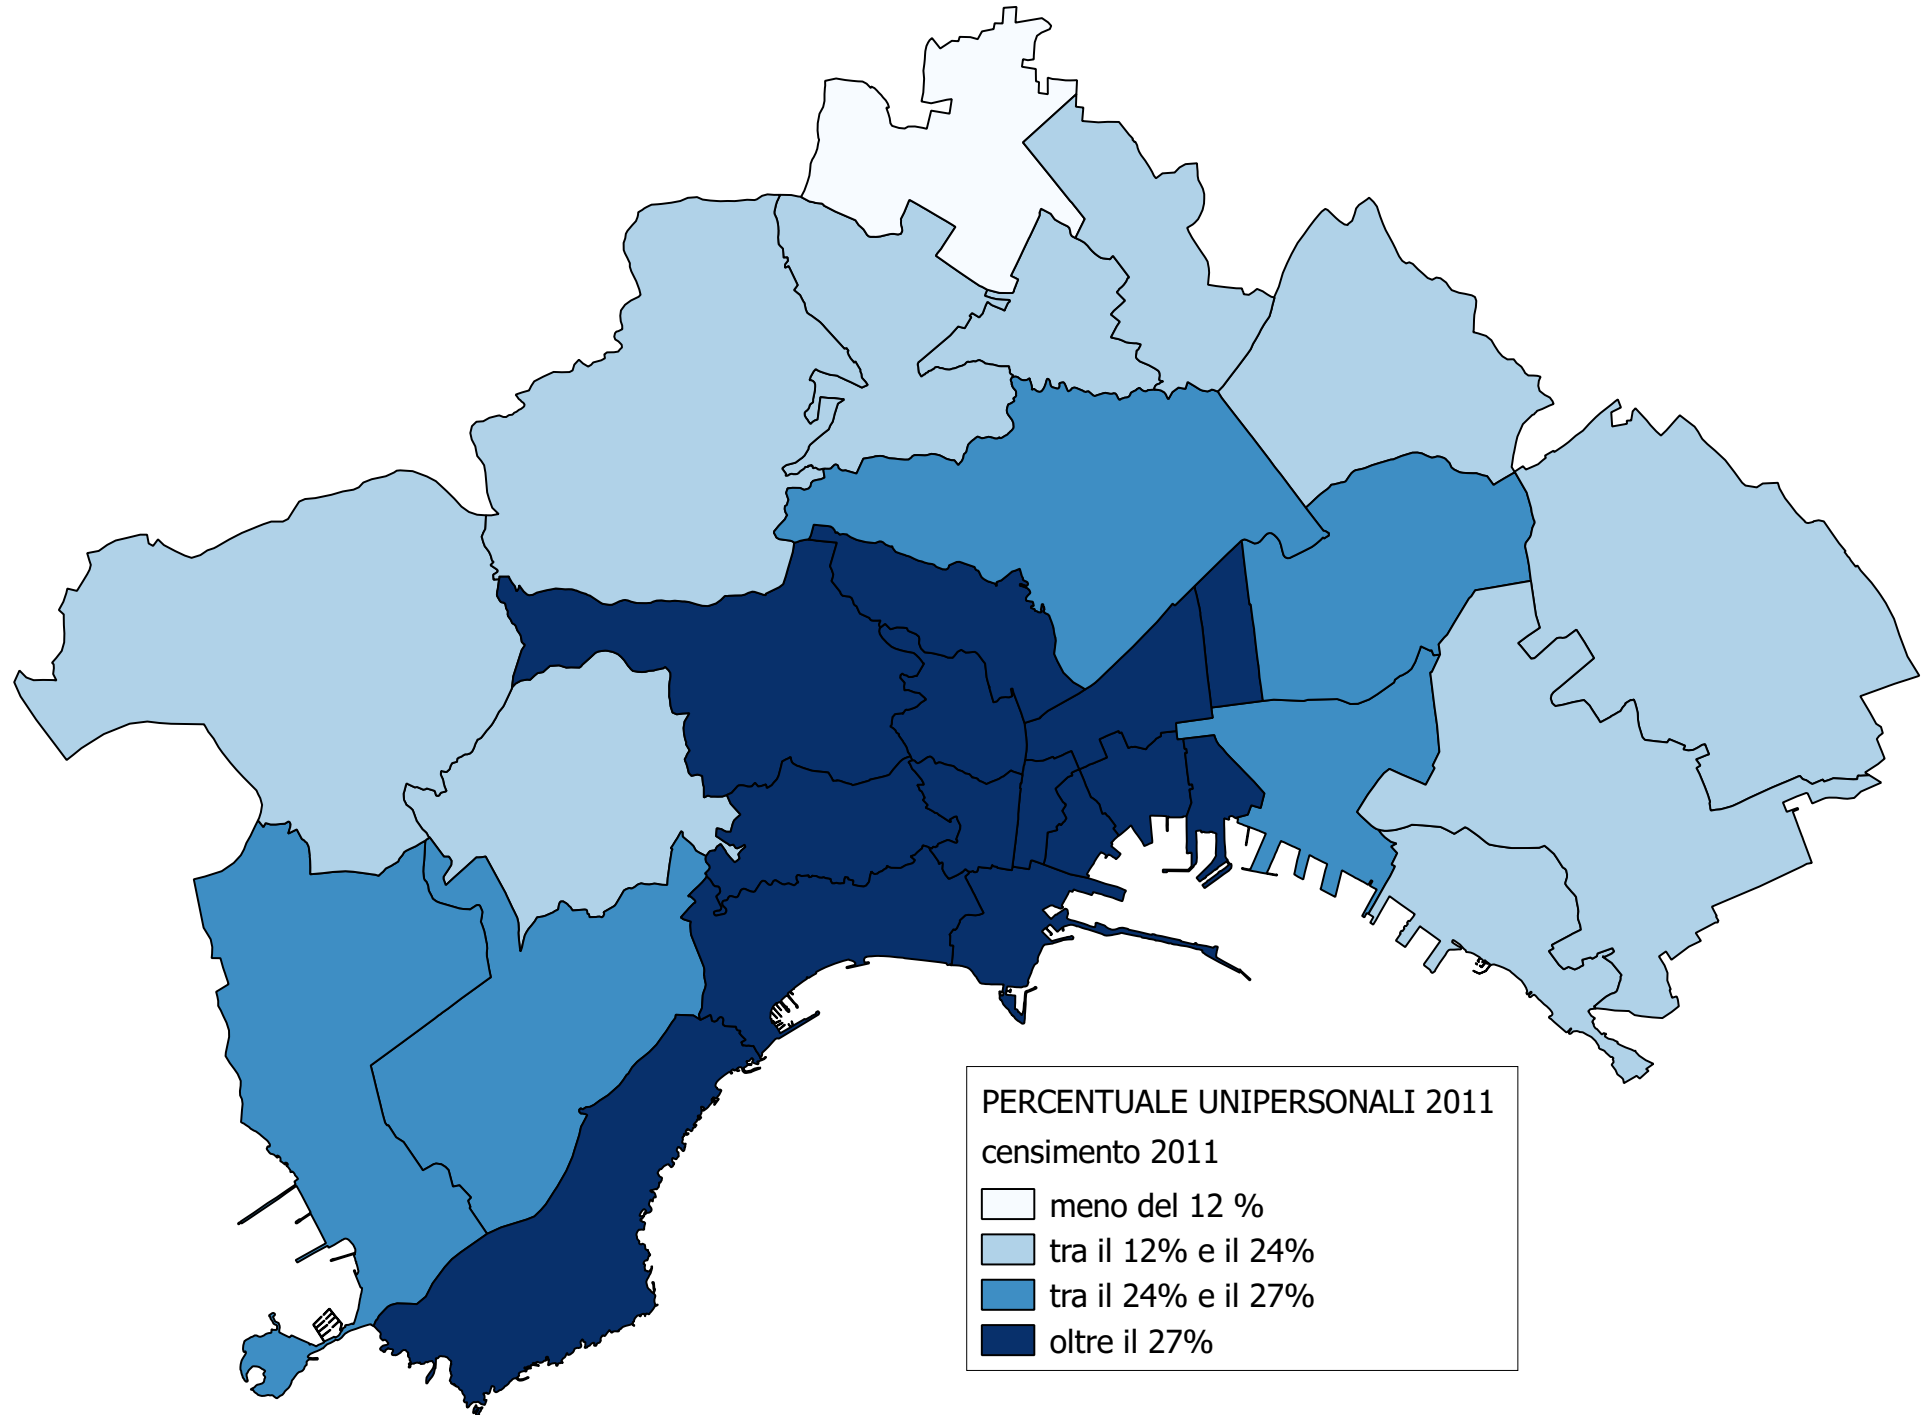 PERCENTUALE UNIPERSONALI 2011
censimento 2011
meno del 12 %
tra il 12% e il 24%
tra il 24% e il 27%
oltre il 27%